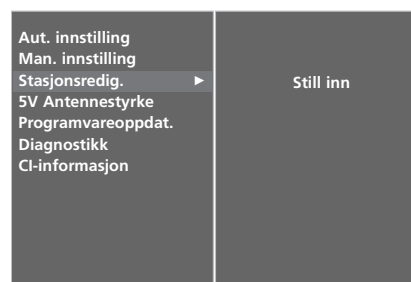 Aut. innstilling
Man. innstilling
Stasjonsredig.
Still inn
5V Antennestyrke
Programvareoppdat.
Diagnostikk
CI-informasjon